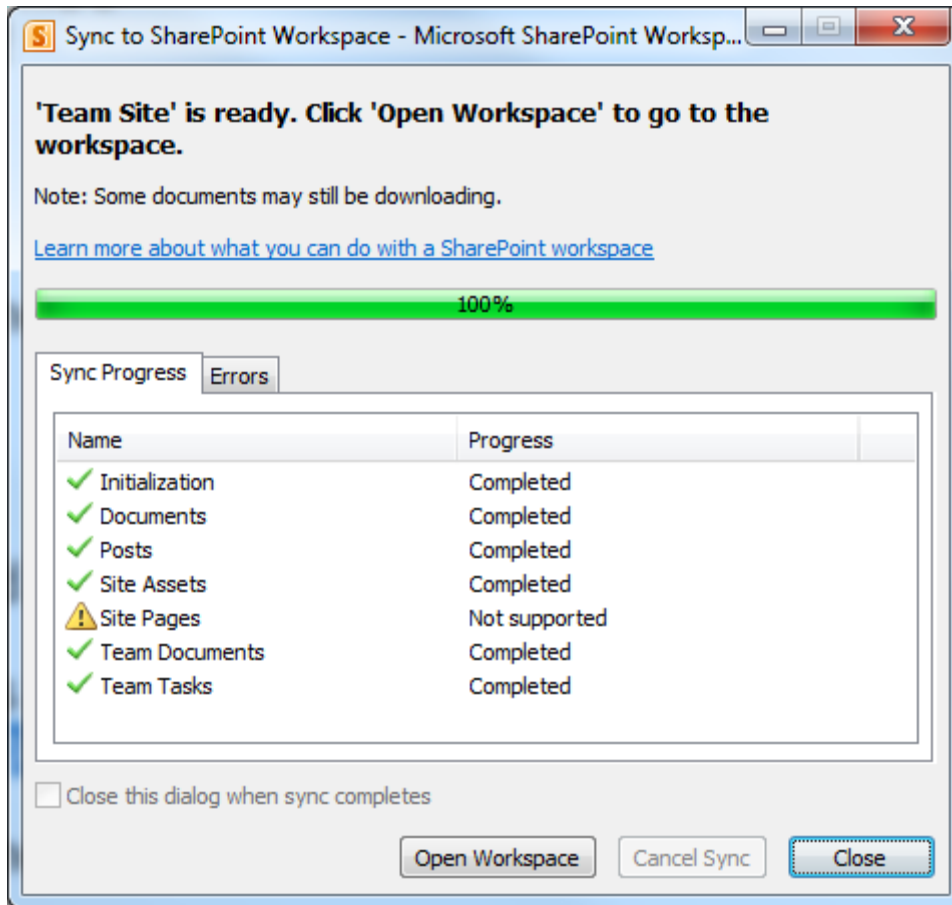 Sync to SharePoint Workspace - Microsoft SharePoint Worksp...
'Team Site' is ready. Click 'Open Workspace' to go to the
workspace.
Note: Some documents may still be downloading.
Learn more about what you can do with a SharePoint workspace
100%
Sync Progress Errors
Name Progress
Initialization Completed
Documents Completed
Posts Completed
Site Assets Completed
Site Pages Not supported
Team Documents Completed
Team Tasks Completed
Close this dialog when sync completes
Open Workspace Cancel Sync Close